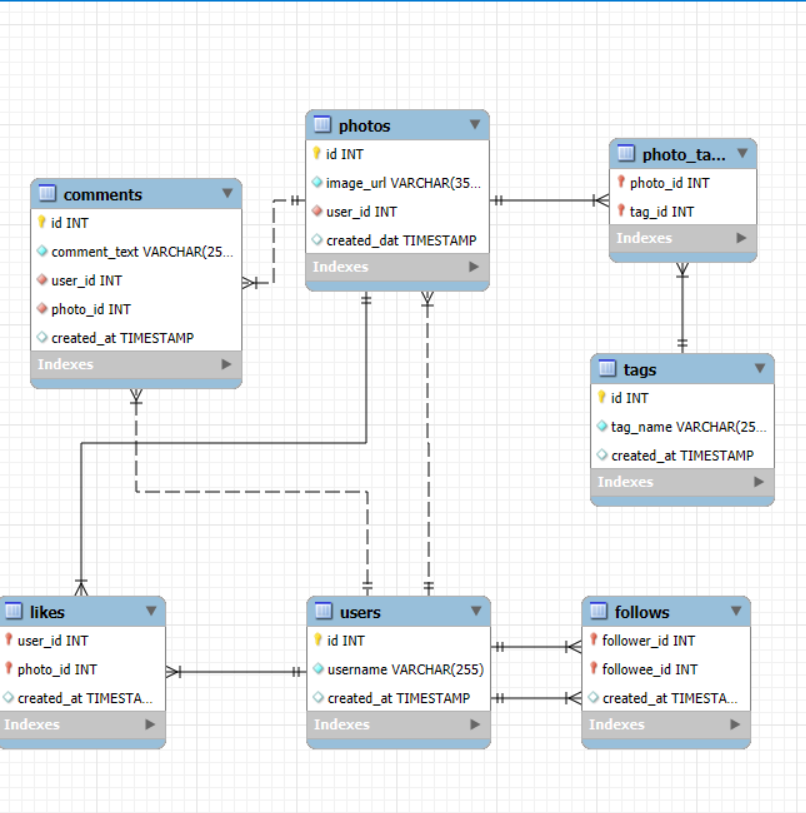 photos
id INT
image_url VARCHAR(35...
user_id INT
created_dat TIMESTAMP
Indexes
photo_ta...
photo_id INT
tag_id INT
Indexes
comments
id INT
comment_text VARCHAR(25...
user_id INT
photo_id INT
created_at TIMESTAMP
Indexes
tags
id INT
tag_name VARCHAR(25...
created_at TIMESTAMP
Indexes
likes
user_id INT
photo_id INT
created_at TIMESTA...
Indexes
users
id INT
username VARCHAR(255)
created_at TIMESTAMP
Indexes
follows
follower_id INT
followee_id INT
created_at TIMESTA...
Indexes